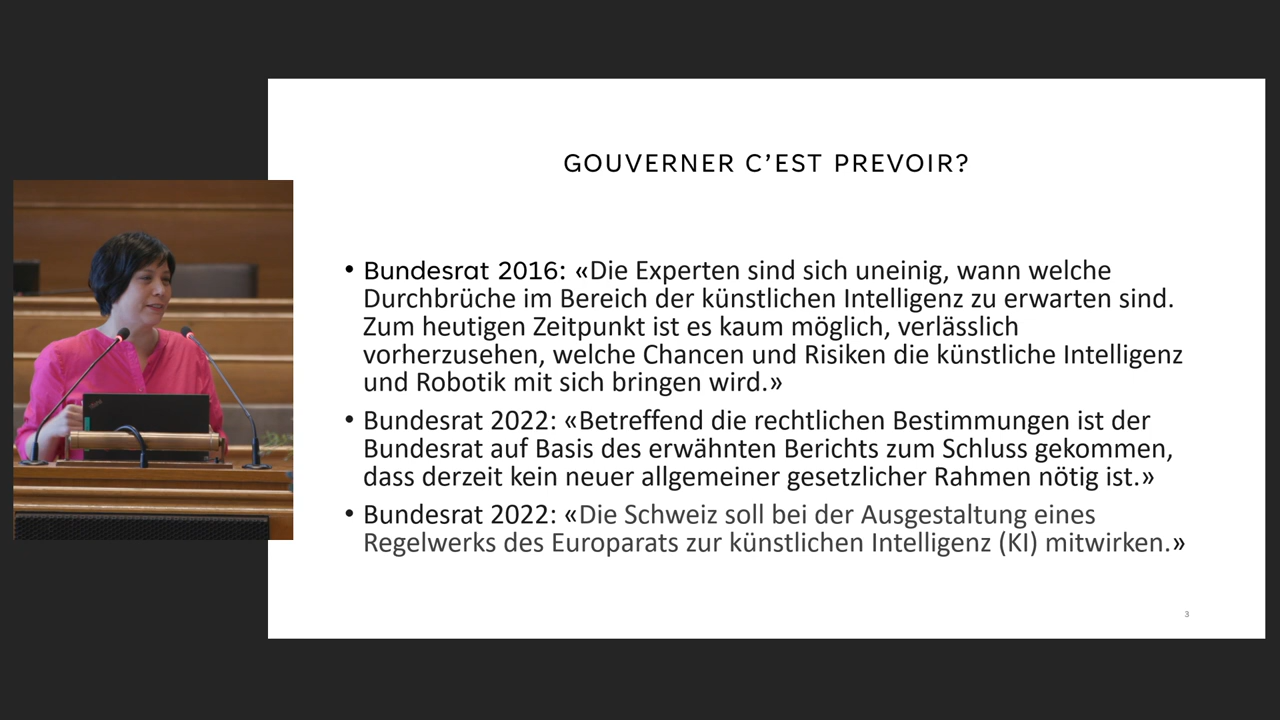 GOUVERNER C’EST PREVOIR?
• Bundesrat 2016: «Die Experten sind sich uneinig, wann welche
Durchbrüche im Bereich der künstlichen Intelligenz zu erwarten sind.
Zum heutigen Zeitpunkt ist es kaum möglich, verlässlich
vorherzusehen, welche Chancen und Risiken die künstliche Intelligenz
und Robotik mit sich bringen wird.»
• Bundesrat 2022: «Betreffend die rechtlichen Bestimmungen ist der
Bundesrat auf Basis des erwähnten Berichts zum Schluss gekommen,
dass derzeit kein neuer allgemeiner gesetzlicher Rahmen nötig ist.»
• Bundesrat 2022: «Die Schweiz soll bei der Ausgestaltung eines
Regelwerks des Europarats zur künstlichen Intelligenz (KI) mitwirken.»
3